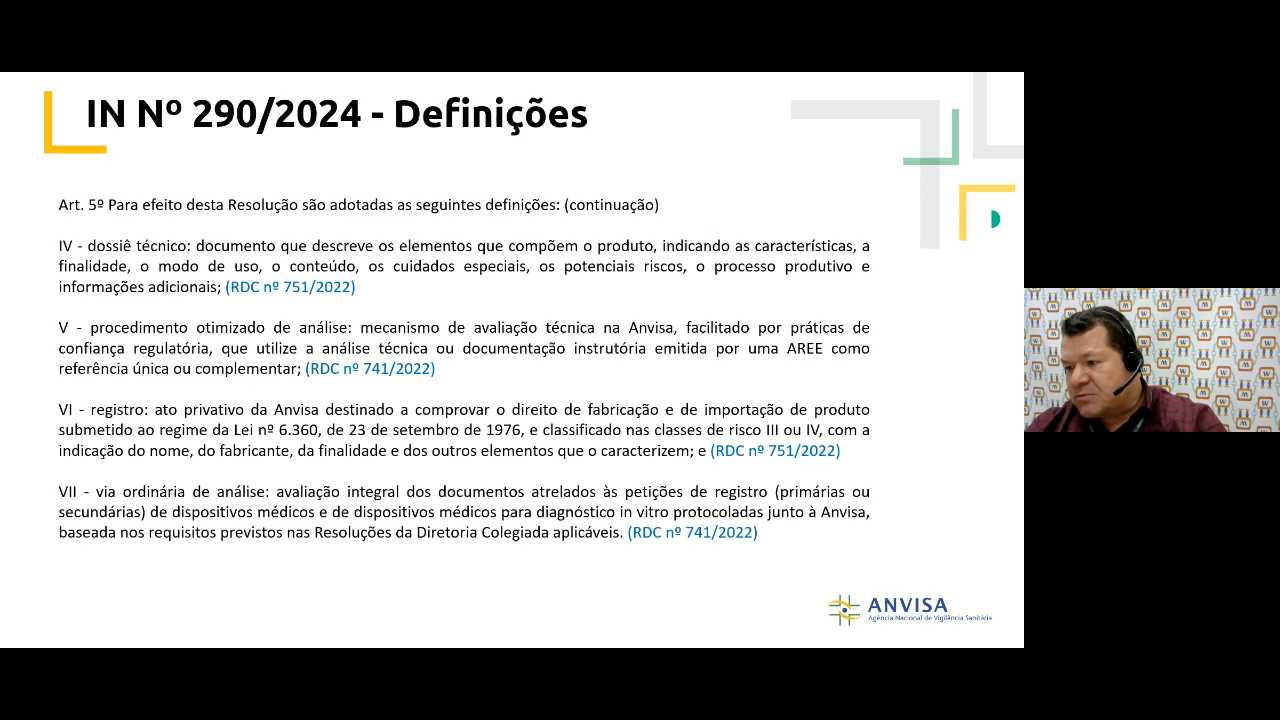 IN Nº 290/2024 - Definições
Art. 5º Para efeito desta Resolução são adotadas as seguintes definições: (continuação)
IV - dossiê técnico: documento que descreve os elementos que compõem o produto, indicando as características, a
finalidade, o modo de uso, o conteúdo, os cuidados especiais, os potenciais riscos, o processo produtivo e
informações adicionais; (RDC nº 751/2022)
V - procedimento otimizado de análise: mecanismo de avaliação técnica na Anvisa, facilitado por práticas de
confiança regulatória, que utilize a análise técnica ou documentação instrutória emitida por uma AREE como
referência única ou complementar; (RDC nº 741/2022)
VI - registro: ato privativo da Anvisa destinado a comprovar o direito de fabricação e de importação de produto
submetido ao regime da Lei nº 6.360, de 23 de setembro de 1976, e classificado nas classes de risco III ou IV, com a
indicação do nome, do fabricante, da finalidade e dos outros elementos que o caracterizem; e (RDC nº 751/2022)
VII - via ordinária de análise: avaliação integral dos documentos atrelados às petições de registro (primárias ou
secundárias) de dispositivos médicos e de dispositivos médicos para diagnóstico in vitro protocoladas junto à Anvisa,
baseada nos requisitos previstos nas Resoluções da Diretoria Colegiada aplicáveis. (RDC nº 741/2022)
ANVISA
Agência Nacional de Vigilância Sanitária